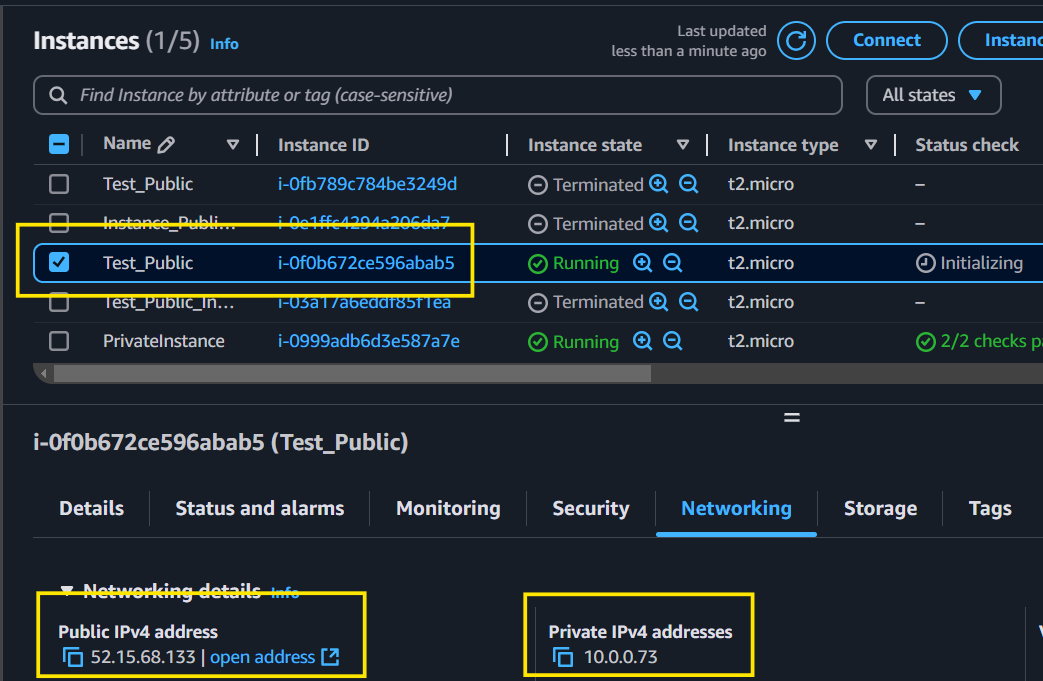 Instances (1/5) Info
Last updated
less than a minute ago
Connect
Instanc
Find Instance by attribute or tag (case-sensitive)
All states
Name Instance ID Instance state Instance type Status check
Test_Public i-0fb789c784be3249d Terminated t2.micro –
Instance_Publi... i-0e1ffc4294a206da7 Terminated t2.micro –
Test_Public i-0f0b672ce596abab5 Running t2.micro Initializing
Test_Public_In... i-03a17a6eddf85f1ea Terminated t2.micro –
PrivateInstance i-0999adb6d3e587a7e Running t2.micro 2/2 checks pa
i-0f0b672ce596abab5 (Test_Public)
Details Status and alarms Monitoring Security Networking Storage Tags
Networking details Info
Public IPv4 address Private IPv4 addresses
52.15.68.133 | open address 10.0.0.73